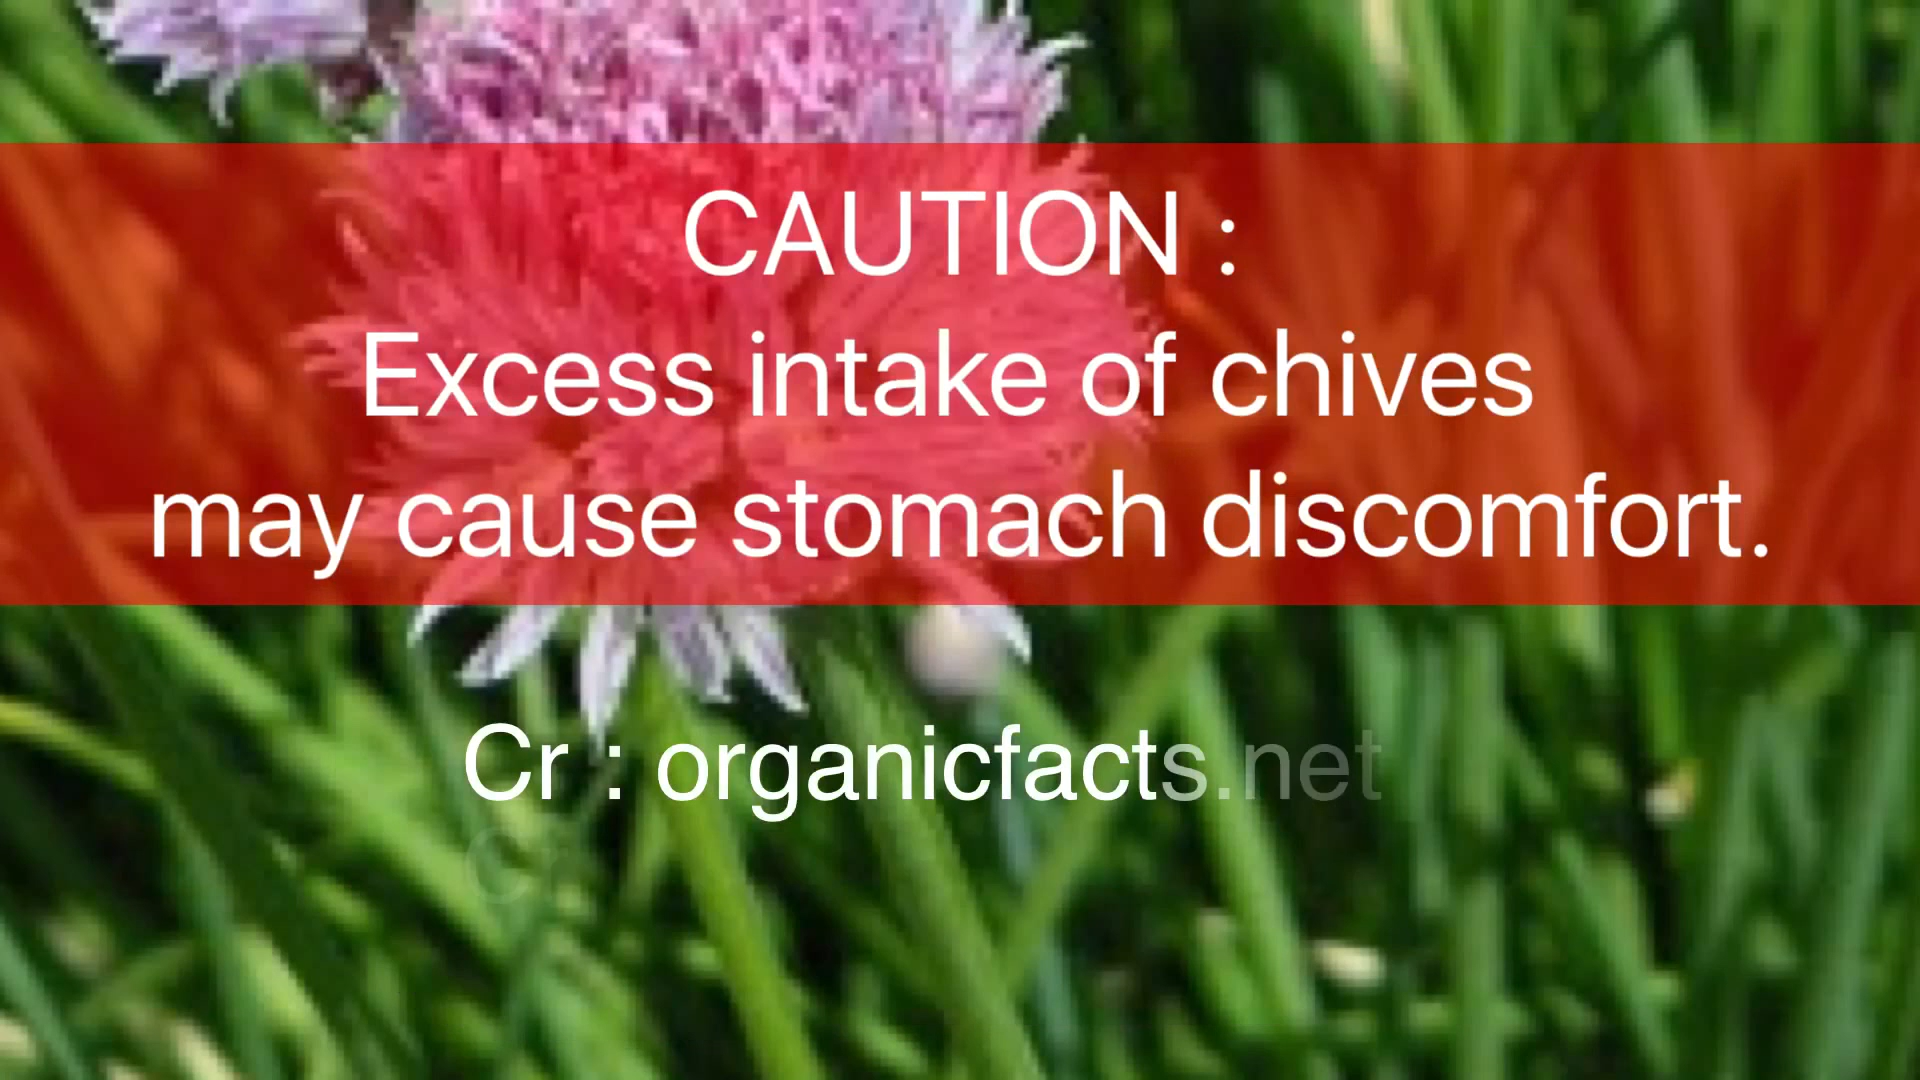 CAUTION :
Excess intake of chives
may cause stomach discomfort.
Cr : organicfacts.net
C